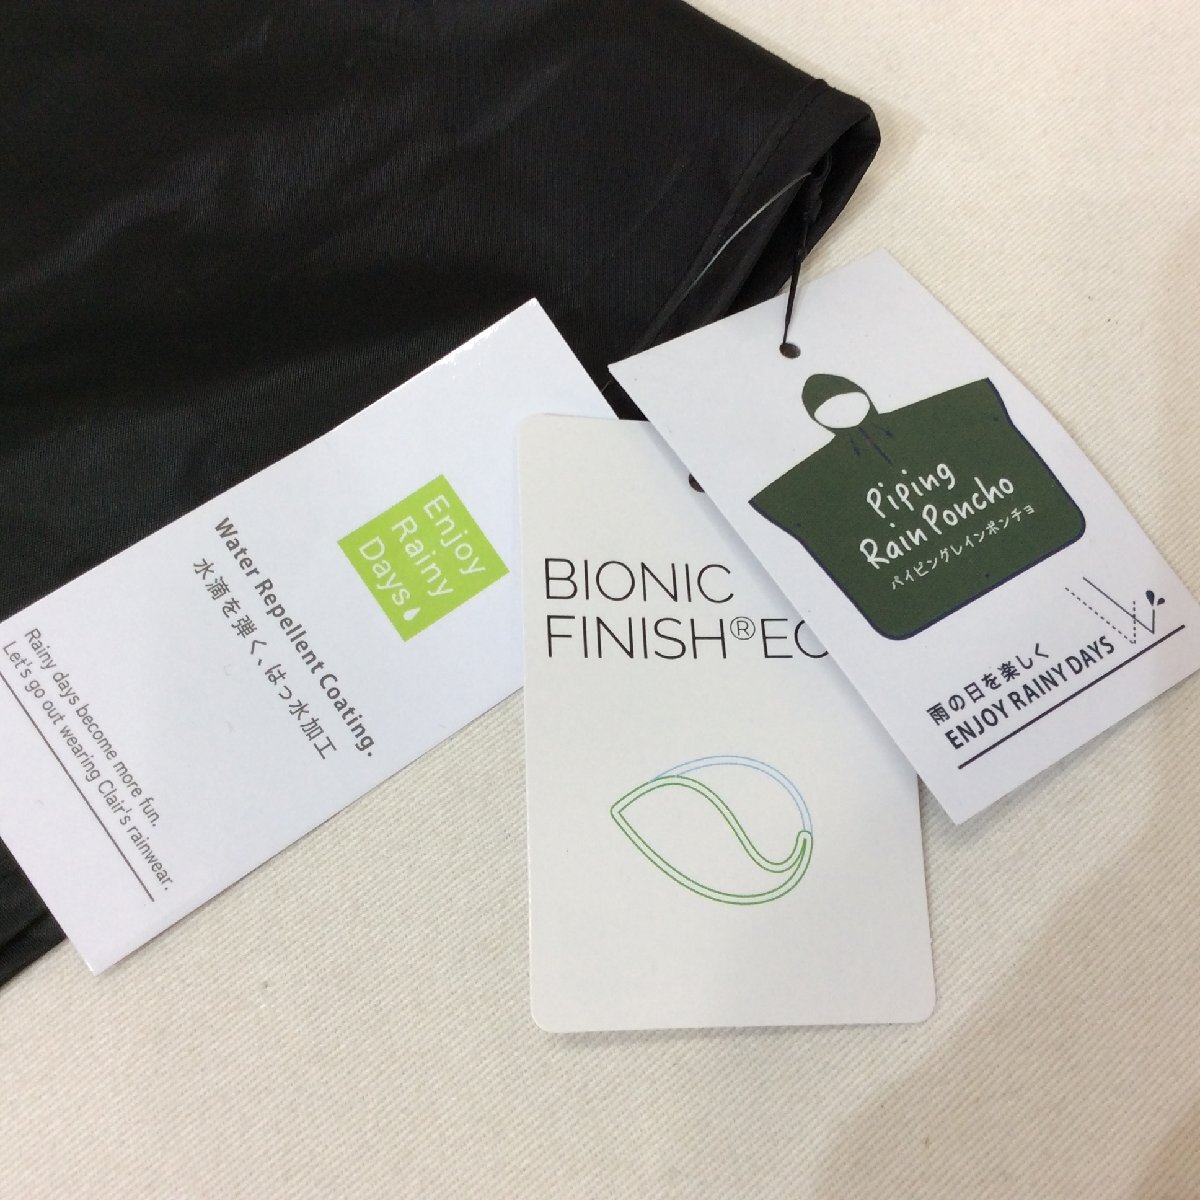 Enjoy
Rainy
Days
Water Repellent Coating.
水滴を弾く、はっ水加工
Rainy days become more fun.
Let's go out wearing Clair's rainwear.
BIONIC
FINISH®
Piping
Rain Poncho
パイピングレインポンチョ
雨の日を楽しく
ENJOY RAINY DAYS